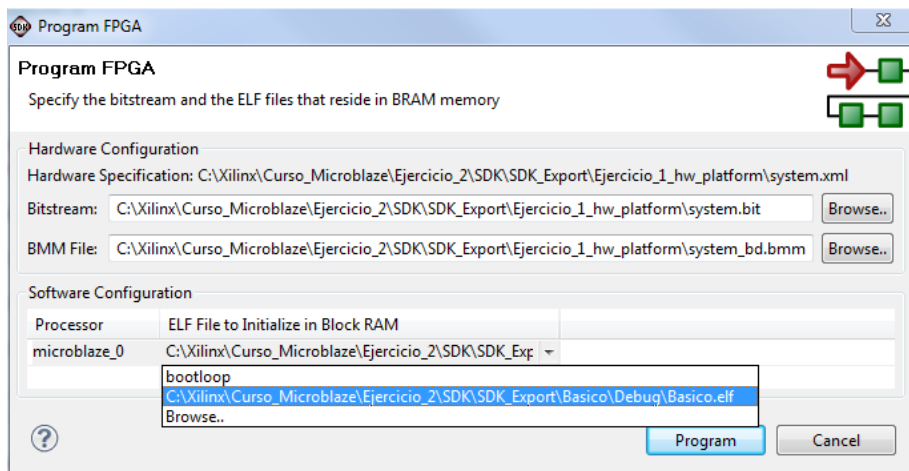 SDK Program FPGA
Program FPGA
Specify the bitstream and the ELF files that reside in BRAM memory
Hardware Configuration
Hardware Specification: C:\Xilinx\Curso_Microblaze\Ejercicio_2\SDK\SDK_Export\Ejercicio_1_hw_platform\system.xml
Bitstream: C:\Xilinx\Curso_Microblaze\Ejercicio_2\SDK\SDK_Export\Ejercicio_1_hw_platform\system.bit Browse..
BMM File: C:\Xilinx\Curso_Microblaze\Ejercicio_2\SDK\SDK_Export\Ejercicio_1_hw_platform\system_bd.bmm Browse..
Software Configuration
Processor ELF File to Initialize in Block RAM
microblaze_0 C:\Xilinx\Curso_Microblaze\Ejercicio_2\SDK\SDK_Exp
bootloop
C:\Xilinx\Curso_Microblaze\Ejercicio_2\SDK\SDK_Export\Basico\Debug\Basico.elf
Browse..
? Program Cancel